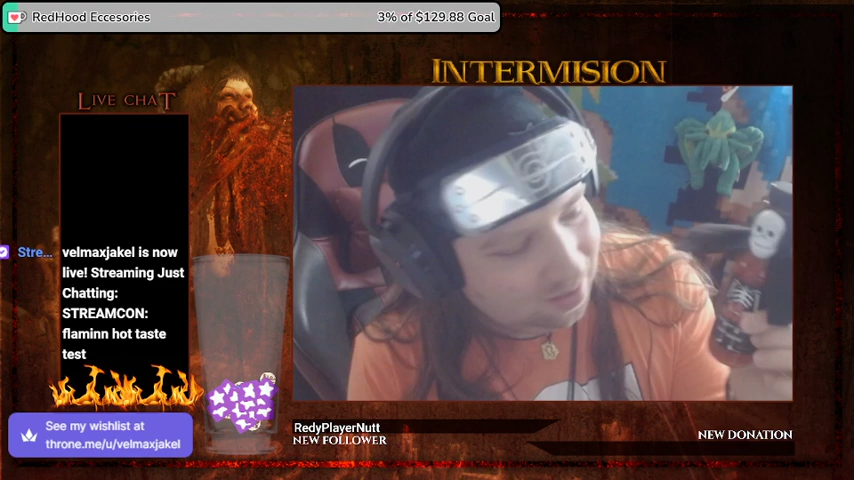 RedHood Eccesories
3% of $129.88 Goal
INTERMISION
LIVE CHAT
Stre...
velmaxjakel is now
live! Streaming Just
Chatting:
STREAMCON:
flaminn hot taste
test
See my wishlist at
throne.me/u/velmaxjakel
RedyPlayerNutt
NEW FOLLOWER
NEW DONATION